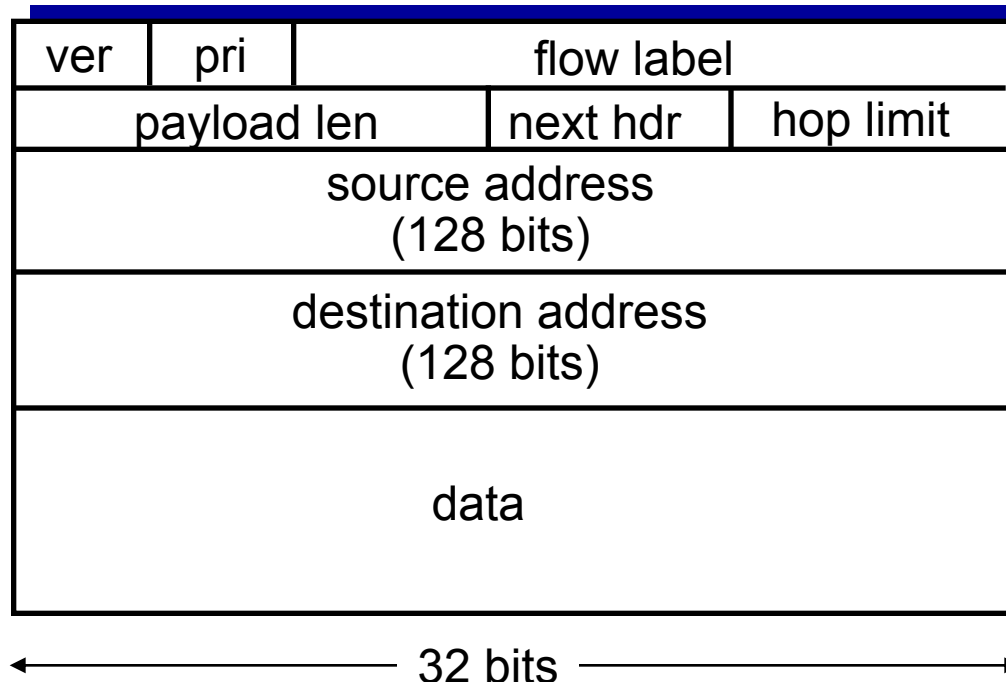 ver pri flow label
payload len next hdr hop limit
source address
(128 bits)
destination address
(128 bits)
data
32 bits